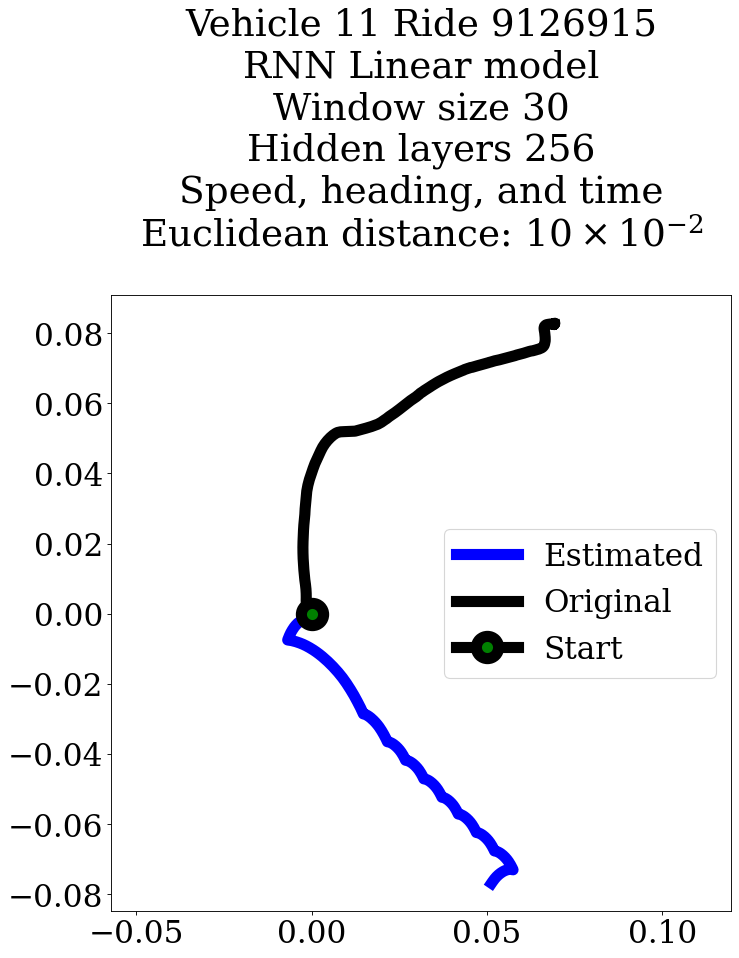 Vehicle 11 Ride 9126915
RNN Linear model
Window size 30
Hidden layers 256
Speed, heading, and time
Euclidean distance: 10 × 10⁻²
0.08
0.06
0.04
0.02
0.00
−0.02
−0.04
−0.06
−0.08
Estimated
Original
Start
−0.05
0.00
0.05
0.10